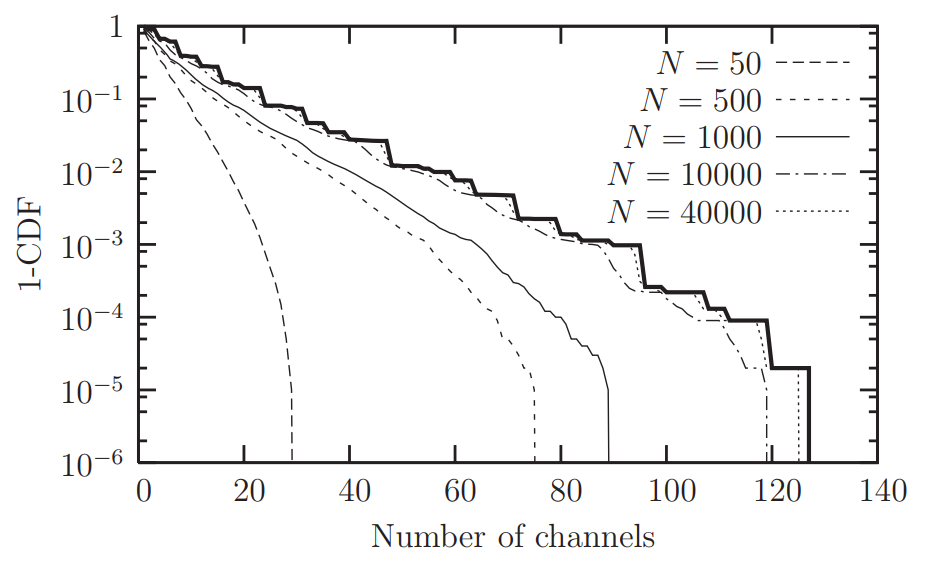 1
10⁻¹
10⁻²
10⁻³
10⁻⁴
10⁻⁵
10⁻⁶
1-CDF
N = 50
N = 500
N = 1000
N = 10000
N = 40000
0 20 40 60 80 100 120 140
Number of channels